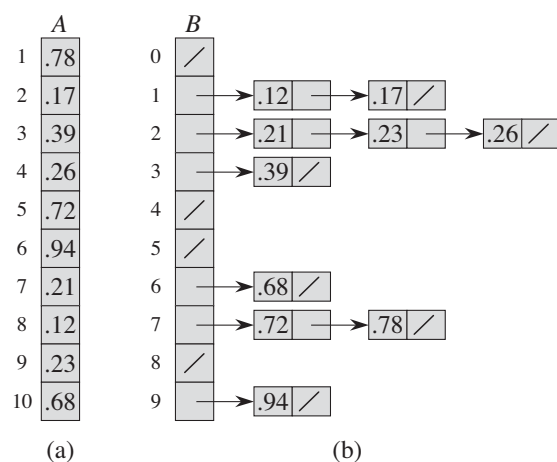 A B
1 .78 0
2 .17 1 .12 .17
3 .39 2 .21 .23 .26
4 .26 3 .39
5 .72 4
6 .94 5
7 .21 6 .68
8 .12 7 .72 .78
9 .23 8
10 .68 9 .94
(a) (b)